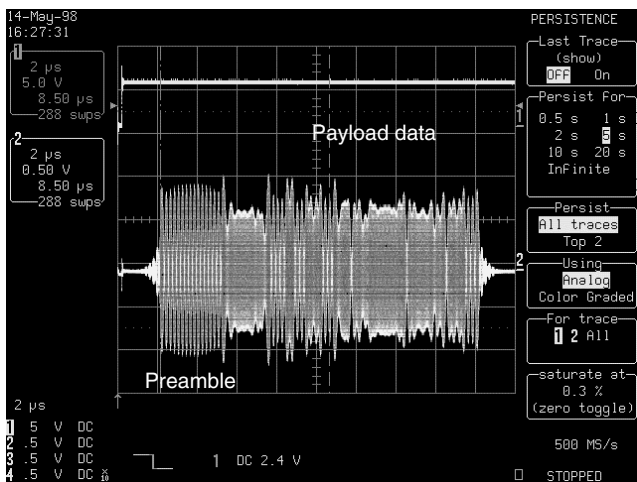 14-May-98
16:27:31
1
2 µs
5.0 V
8.50 µs
288 swps
2
2 µs
0.50 V
8.50 µs
288 swps
Payload data
1
2
Preamble
2 µs
1 5 V DC
2 .5 V DC
3 .5 V DC
4 .5 V DC x10
1 DC 2.4 V
PERSISTENCE
Last Trace
(show)
OFF On
Persist For
0.5 s 1 s
2 s 5 s
10 s 20 s
Infinite
Persist
All traces
Top 2
Using
Analog
Color Graded
For trace
1 2 All
saturate at
0.3 %
(zero toggle)
500 MS/s
STOPPED